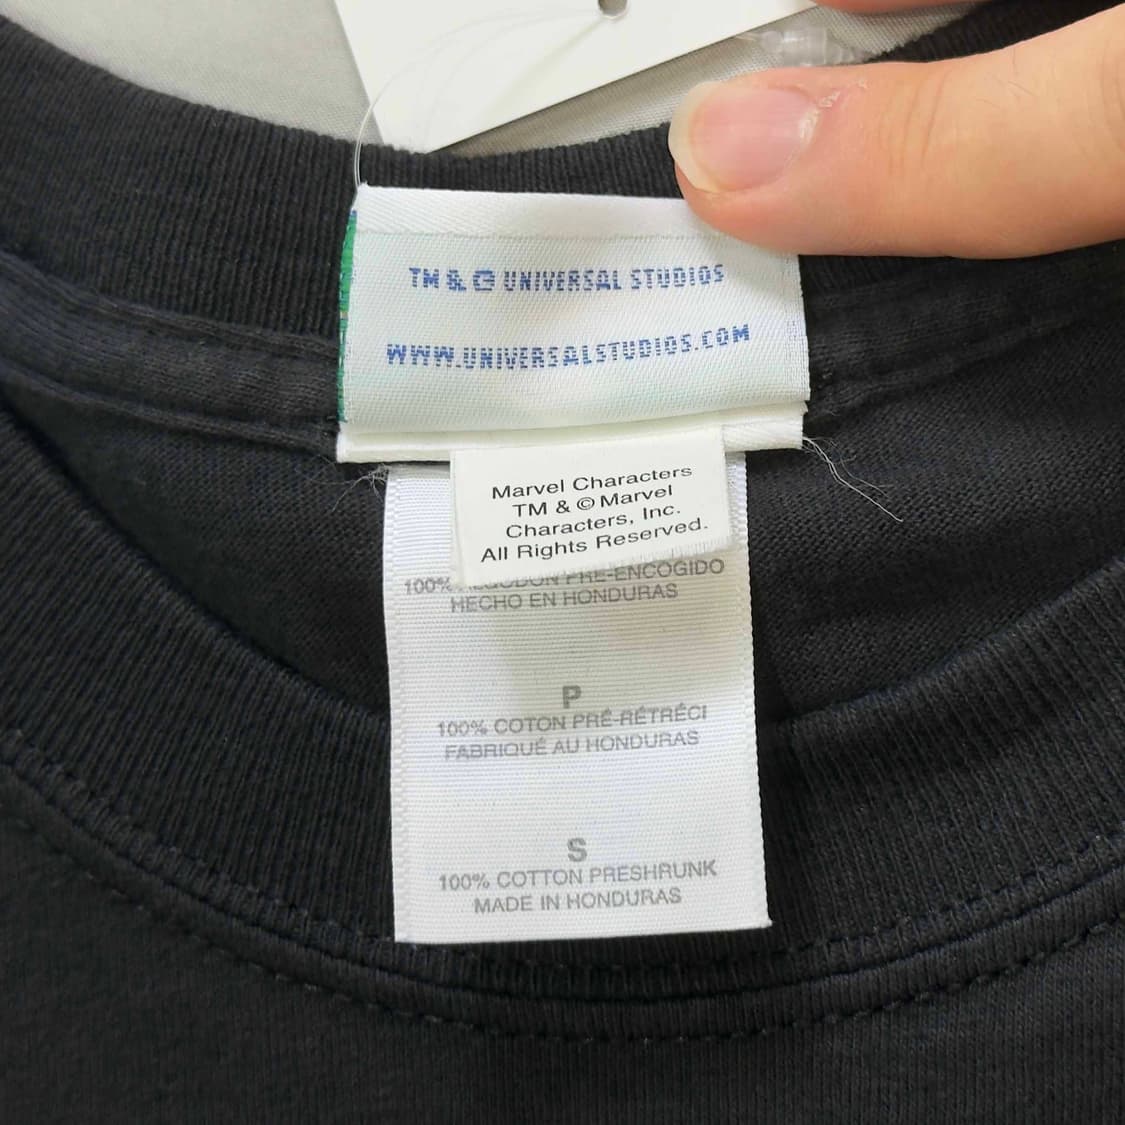 TM & © UNIVERSAL STUDIOS
WWW.UNIVERSALSTUDIOS.COM
Marvel Characters
TM & © Marvel
Characters, Inc.
All Rights Reserved.
100% ALGODON PRE-ENCOGIDO
HECHO EN HONDURAS
P
100% COTON PRÉ-RÉTRÉCI
FABRIQUÉ AU HONDURAS
S
100% COTTON PRESHRUNK
MADE IN HONDURAS